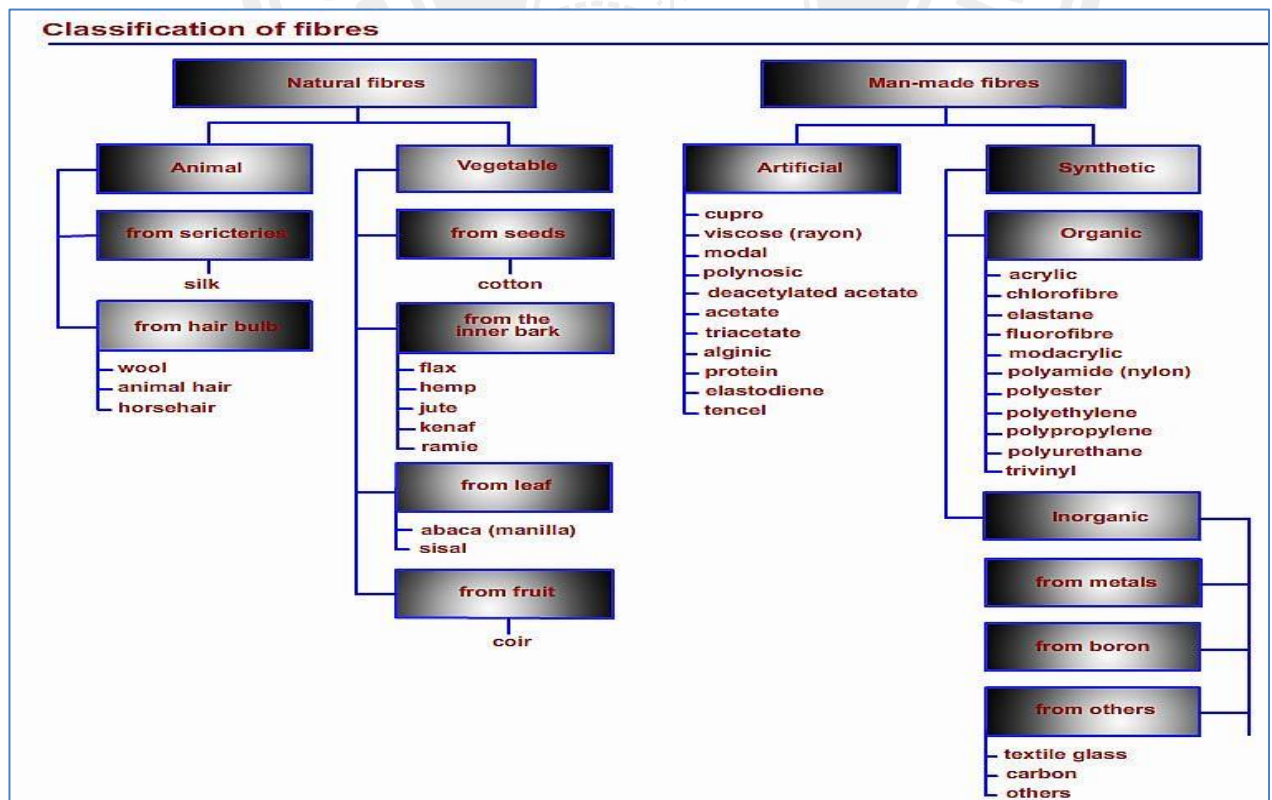 Classification of fibres
Natural fibres
Animal
from sericteries
silk
from hair bulb
wool
animal hair
horsehair
Vegetable
from seeds
cotton
from the
inner bark
flax
hemp
jute
kenaf
ramie
from leaf
abaca (manilla)
sisal
from fruit
coir
Man-made fibres
Artificial
cupro
viscose (rayon)
modal
polynosic
deacetylated acetate
acetate
triacetate
alginic
protein
elastodiene
tencel
Synthetic
Organic
acrylic
chlorofibre
elastane
fluorofibre
modacrylic
polyamide (nylon)
polyester
polyethylene
polypropylene
polyurethane
trivinyl
Inorganic
from metals
from boron
from others
textile glass
carbon
others